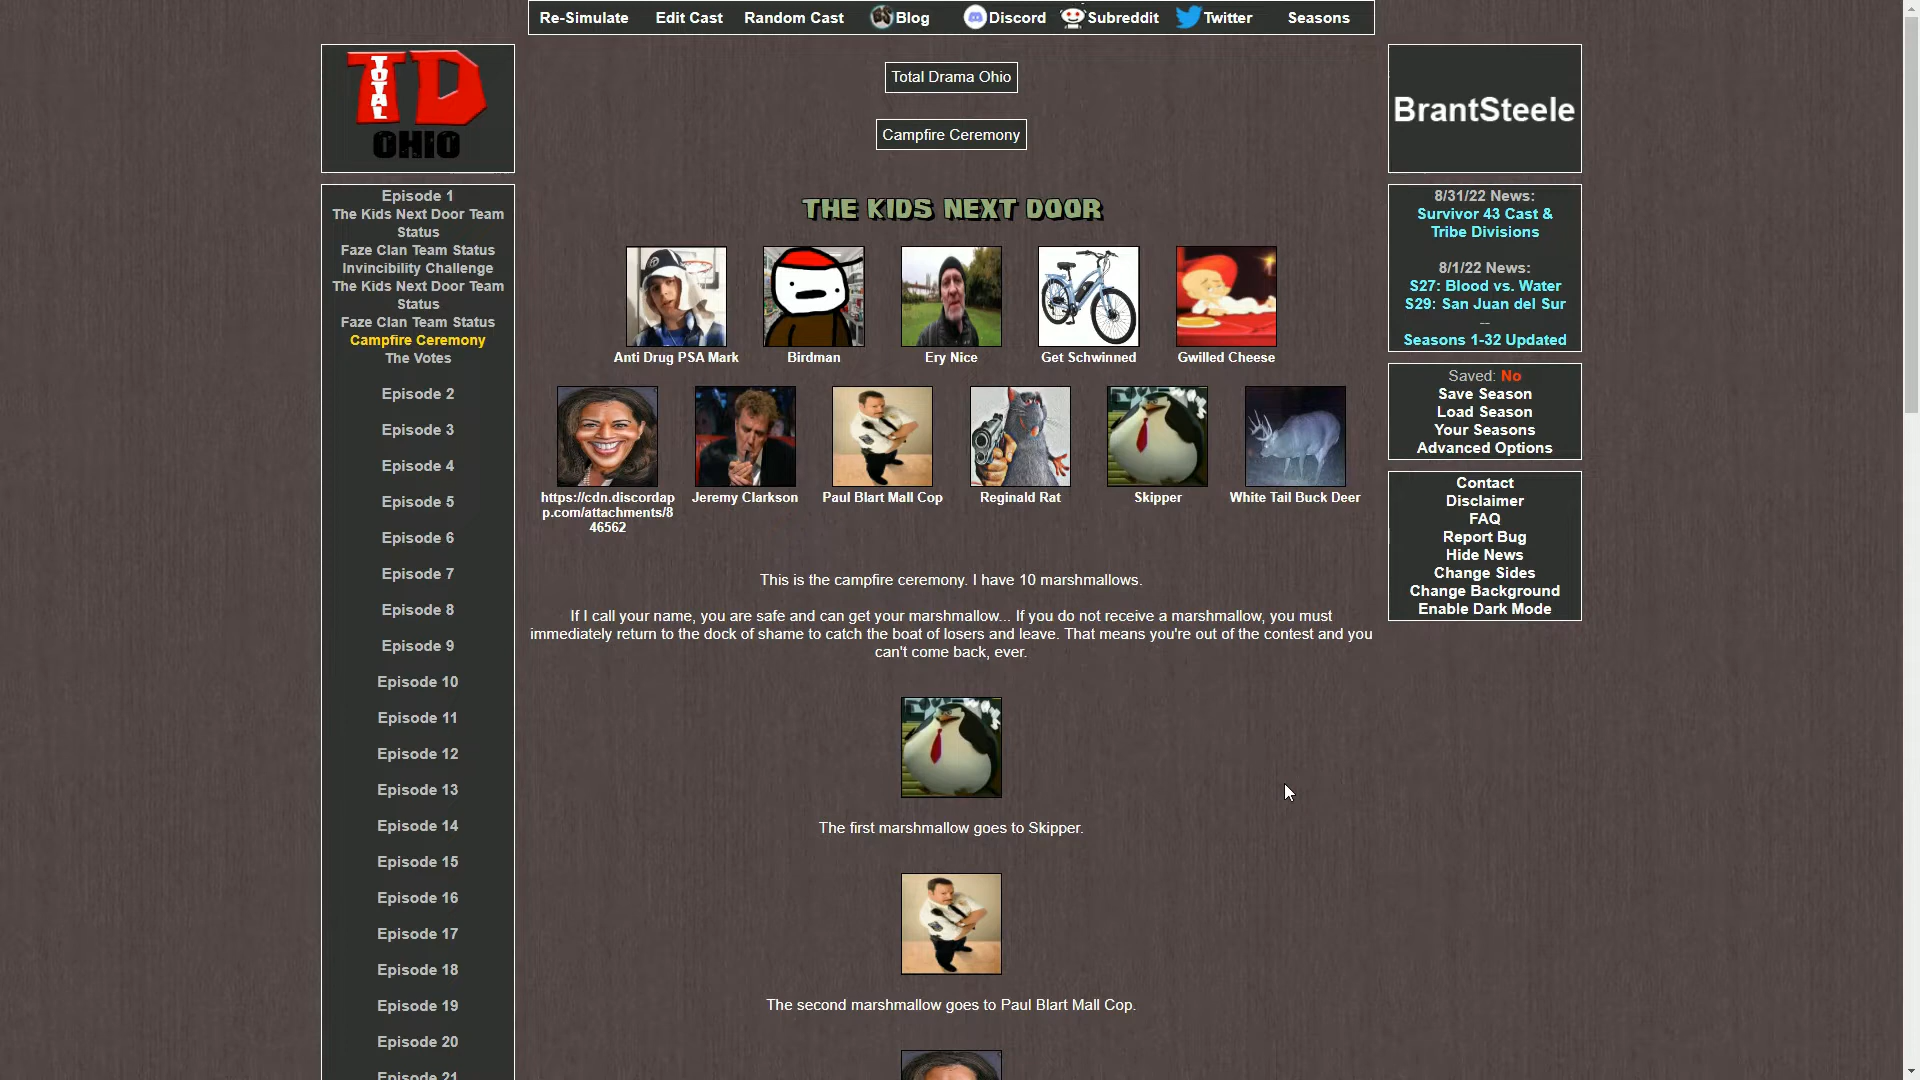 Re-Simulate
Edit Cast
Random Cast
Blog
Discord
Subreddit
Twitter
Seasons
TOTAL
TD
OHIO
Episode 1
The Kids Next Door Team
Status
Faze Clan Team Status
Invincibility Challenge
The Kids Next Door Team
Status
Faze Clan Team Status
Campfire Ceremony
The Votes
Episode 2
Episode 3
Episode 4
Episode 5
Episode 6
Episode 7
Episode 8
Episode 9
Episode 10
Episode 11
Episode 12
Episode 13
Episode 14
Episode 15
Episode 16
Episode 17
Episode 18
Episode 19
Episode 20
Episode 21
Total Drama Ohio
Campfire Ceremony
THE KIDS NEXT DOOR
Anti Drug PSA Mark
Birdman
Ery Nice
Get Schwinned
Gwilled Cheese
https://cdn.discordap
p.com/attachments/8
46562
Jeremy Clarkson
Paul Blart Mall Cop
Reginald Rat
Skipper
White Tail Buck Deer
This is the campfire ceremony. I have 10 marshmallows.
If I call your name, you are safe and can get your marshmallow... If you do not receive a marshmallow, you must
immediately return to the dock of shame to catch the boat of losers and leave. That means you're out of the contest and you
can't come back, ever.
The first marshmallow goes to Skipper.
The second marshmallow goes to Paul Blart Mall Cop.
BrantSteele
8/31/22 News:
Survivor 43 Cast &
Tribe Divisions
8/1/22 News:
S27: Blood vs. Water
S29: San Juan del Sur
--
Seasons 1-32 Updated
Saved: No
Save Season
Load Season
Your Seasons
Advanced Options
Contact
Disclaimer
FAQ
Report Bug
Hide News
Change Sides
Change Background
Enable Dark Mode